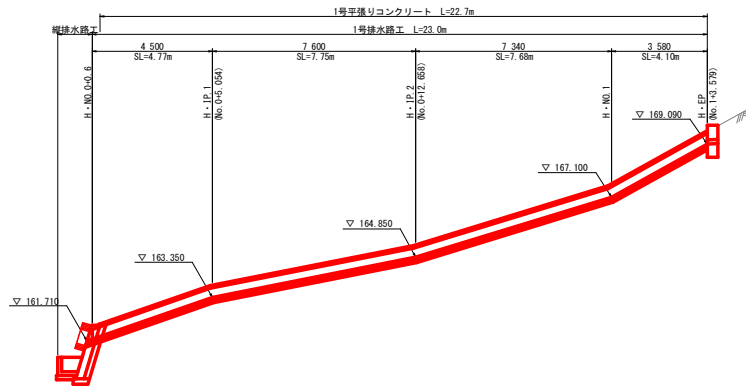 1号平張りコンクリート L=22.7m
縦排水路工
1号排水路工 L=23.0m
4 500
SL=4.77m
7 600
SL=7.75m
7 340
SL=7.68m
3 580
SL=4.10m
H・NO.0+0.6
H・IP.1
(No.0+5.054)
H・IP.2
(No.0+12.658)
H・NO.1
H・EP
(No.1+3.579)
▽ 169.090
▽ 167.100
▽ 164.850
▽ 163.350
▽ 161.710